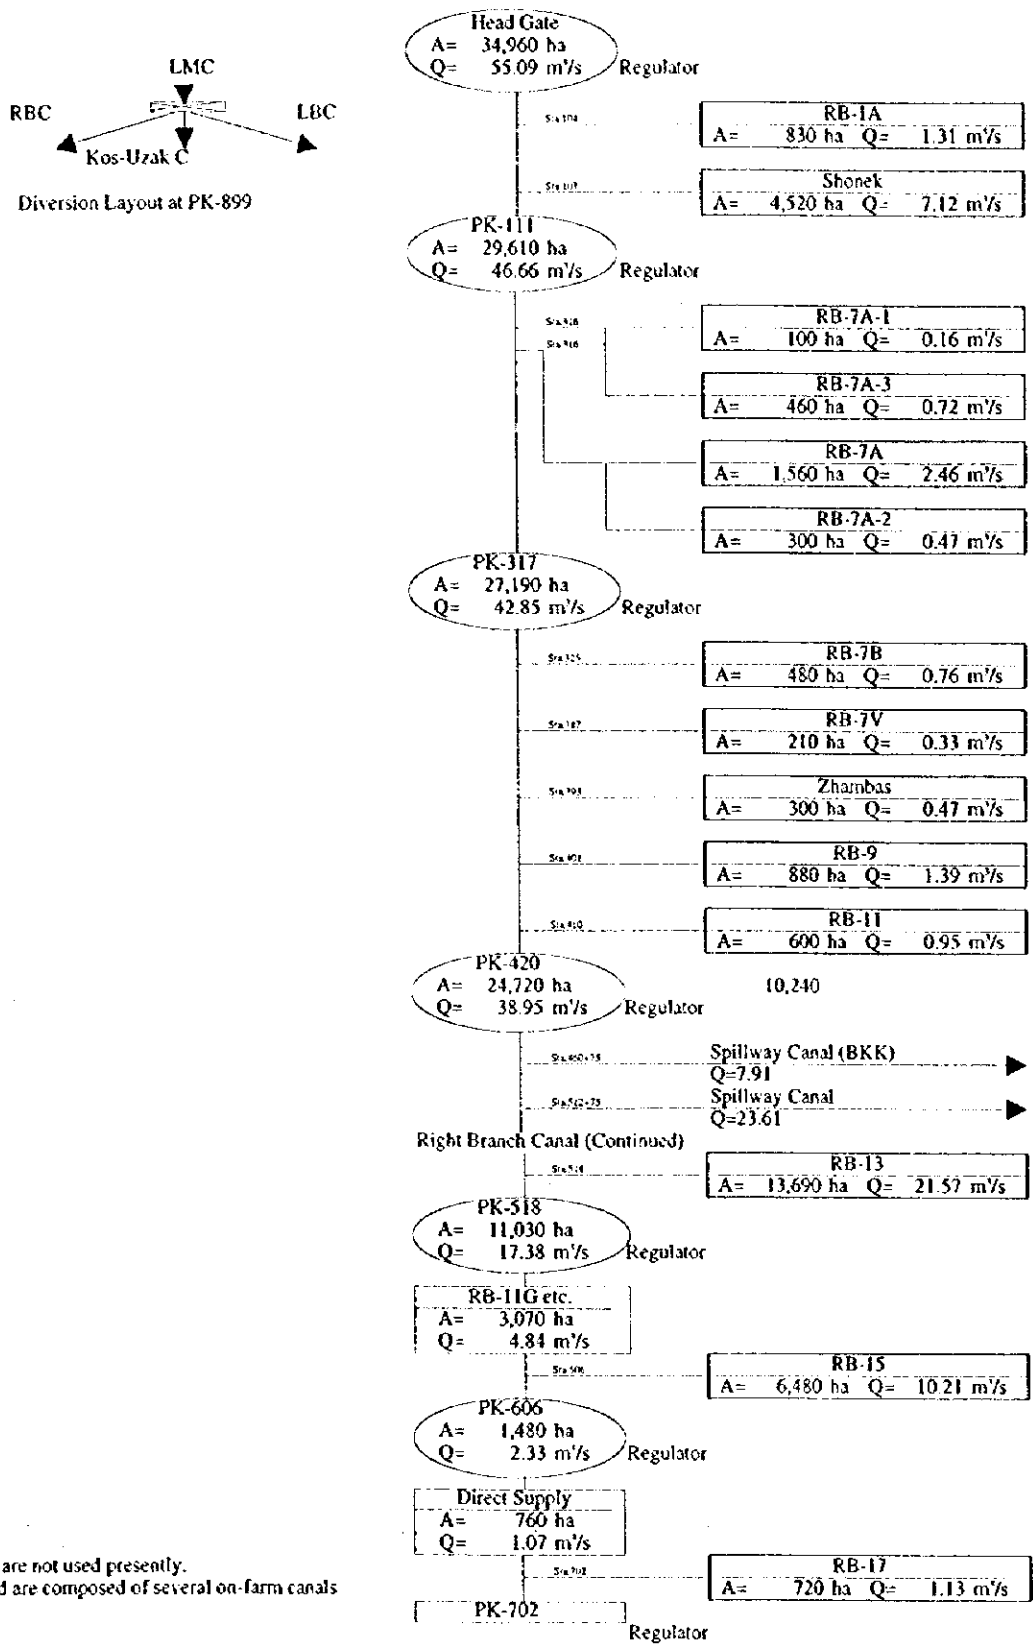 LMC
RBC
LBC
Kos-Uzak C
Diversion Layout at PK-899
Head Gate
A= 34,960 ha
Q= 55.09 m³/s
Regulator
RB-1A
A= 830 ha Q= 1.31 m³/s
Shonek
A= 4,520 ha Q= 7.12 m³/s
PK-111
A= 29,610 ha
Q= 46.66 m³/s
Regulator
RB-7A-1
A= 100 ha Q= 0.16 m³/s
RB-7A-3
A= 460 ha Q= 0.72 m³/s
RB-7A
A= 1,560 ha Q= 2.46 m³/s
RB-7A-2
A= 300 ha Q= 0.47 m³/s
PK-317
A= 27,190 ha
Q= 42.85 m³/s
Regulator
RB-7B
A= 480 ha Q= 0.76 m³/s
RB-7V
A= 210 ha Q= 0.33 m³/s
Zhambas
A= 300 ha Q= 0.47 m³/s
RB-9
A= 880 ha Q= 1.39 m³/s
RB-11
A= 600 ha Q= 0.95 m³/s
PK-420
A= 24,720 ha
Q= 38.95 m³/s
Regulator
10,240
Spillway Canal (BKK)
Q=7.91
Spillway Canal
Q=23.61
Right Branch Canal (Continued)
RB-13
A= 13,690 ha Q= 21.57 m³/s
PK-518
A= 11,030 ha
Q= 17.38 m³/s
Regulator
RB-11G etc.
A= 3,070 ha
Q= 4.84 m³/s
RB-15
A= 6,480 ha Q= 10.21 m³/s
PK-606
A= 1,480 ha
Q= 2.33 m³/s
Regulator
Direct Supply
A= 760 ha
Q= 1.07 m³/s
are not used presently.
d are composed of several on-farm canals
RB-17
A= 720 ha Q= 1.13 m³/s
PK-702
Regulator